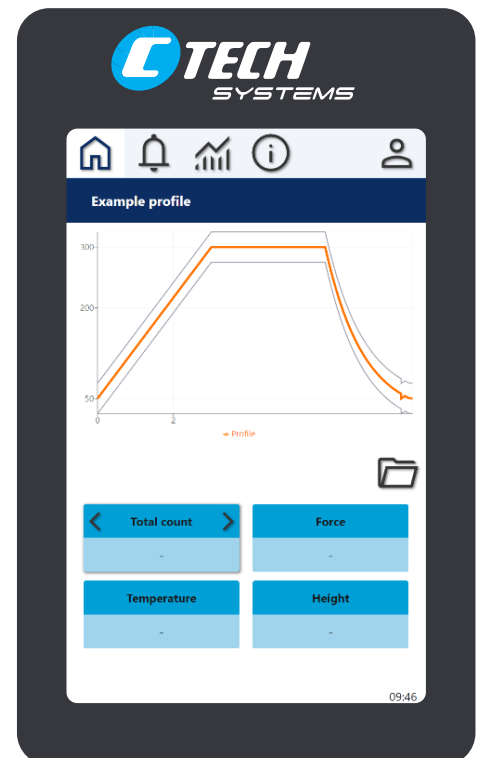 C TECH
SYSTEMS
Example profile
300
200
50
0 2
Profile
Total count Force
- -
Temperature Height
- -
09:46